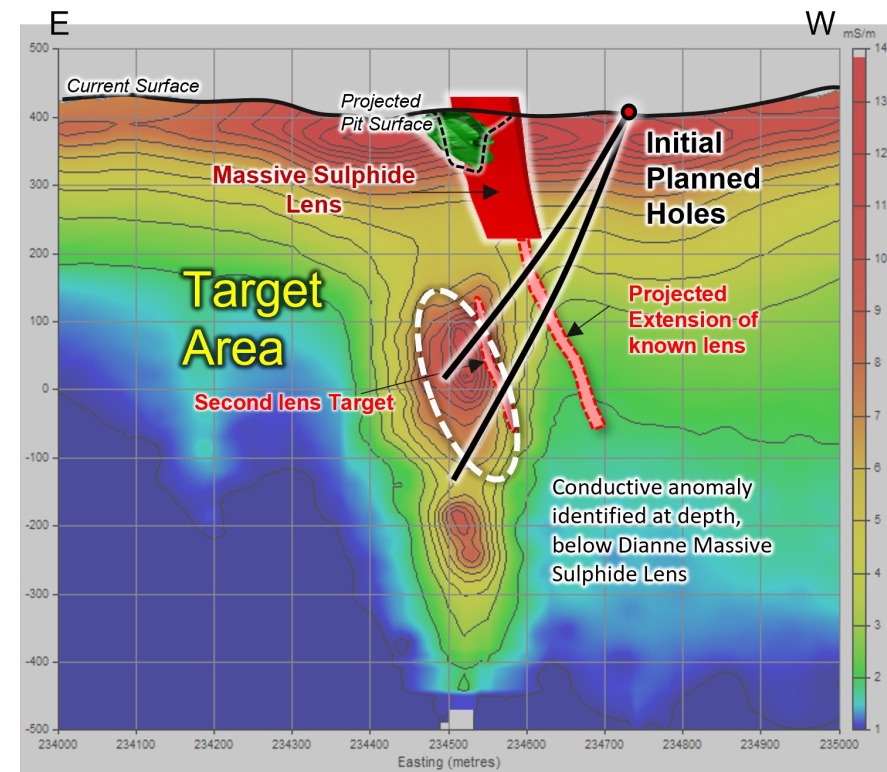 E
W
mS/m
Current Surface
Projected
Pit Surface
Massive Sulphide
Lens
Initial
Planned
Holes
Target
Area
Projected
Extension of
known lens
Second lens Target
Conductive anomaly
identified at depth,
below Dianne Massive
Sulphide Lens
500
400
300
200
100
0
-100
-200
-300
-400
-500
234000 234100 234200 234300 234400 234500 234600 234700 234800 234900 235000
Easting (metres)
14
13
12
11
10
9
8
7
6
5
4
3
2
1